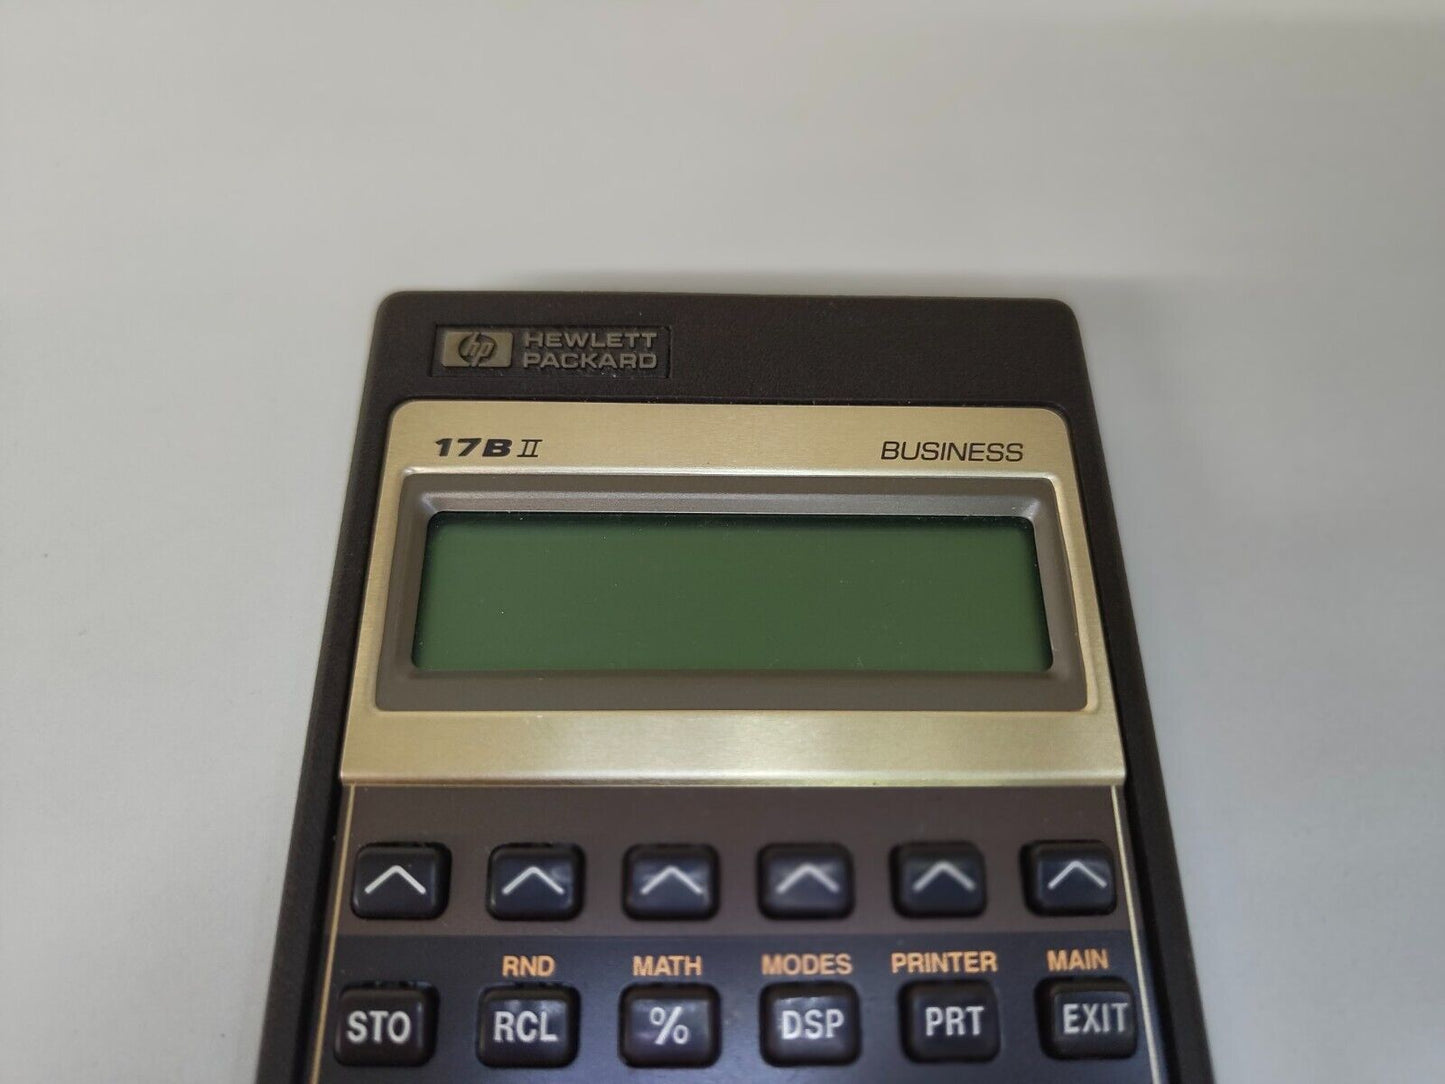 hp HEWLETT
PACKARD
17BII BUSINESS
RND MATH MODES PRINTER MAIN
STO RCL % DSP PRT EXIT